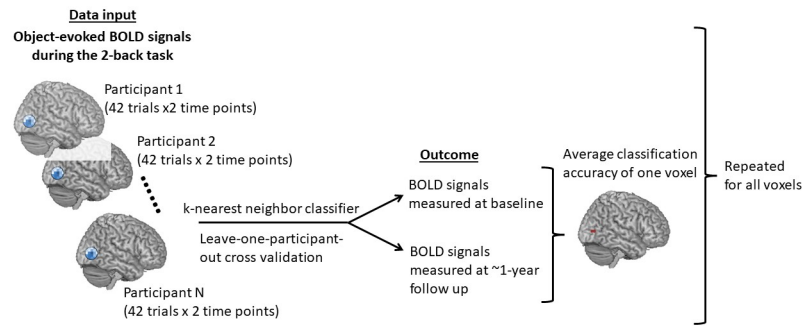 Data input
Object-evoked BOLD signals
during the 2-back task
Participant 1
(42 trials x2 time points)
Participant 2
(42 trials x 2 time points)
Participant N
(42 trials x 2 time points)
k-nearest neighbor classifier
Leave-one-participant-
out cross validation
Outcome
BOLD signals
measured at baseline
BOLD signals
measured at ~1-year
follow up
Average classification
accuracy of one voxel
Repeated
for all voxels